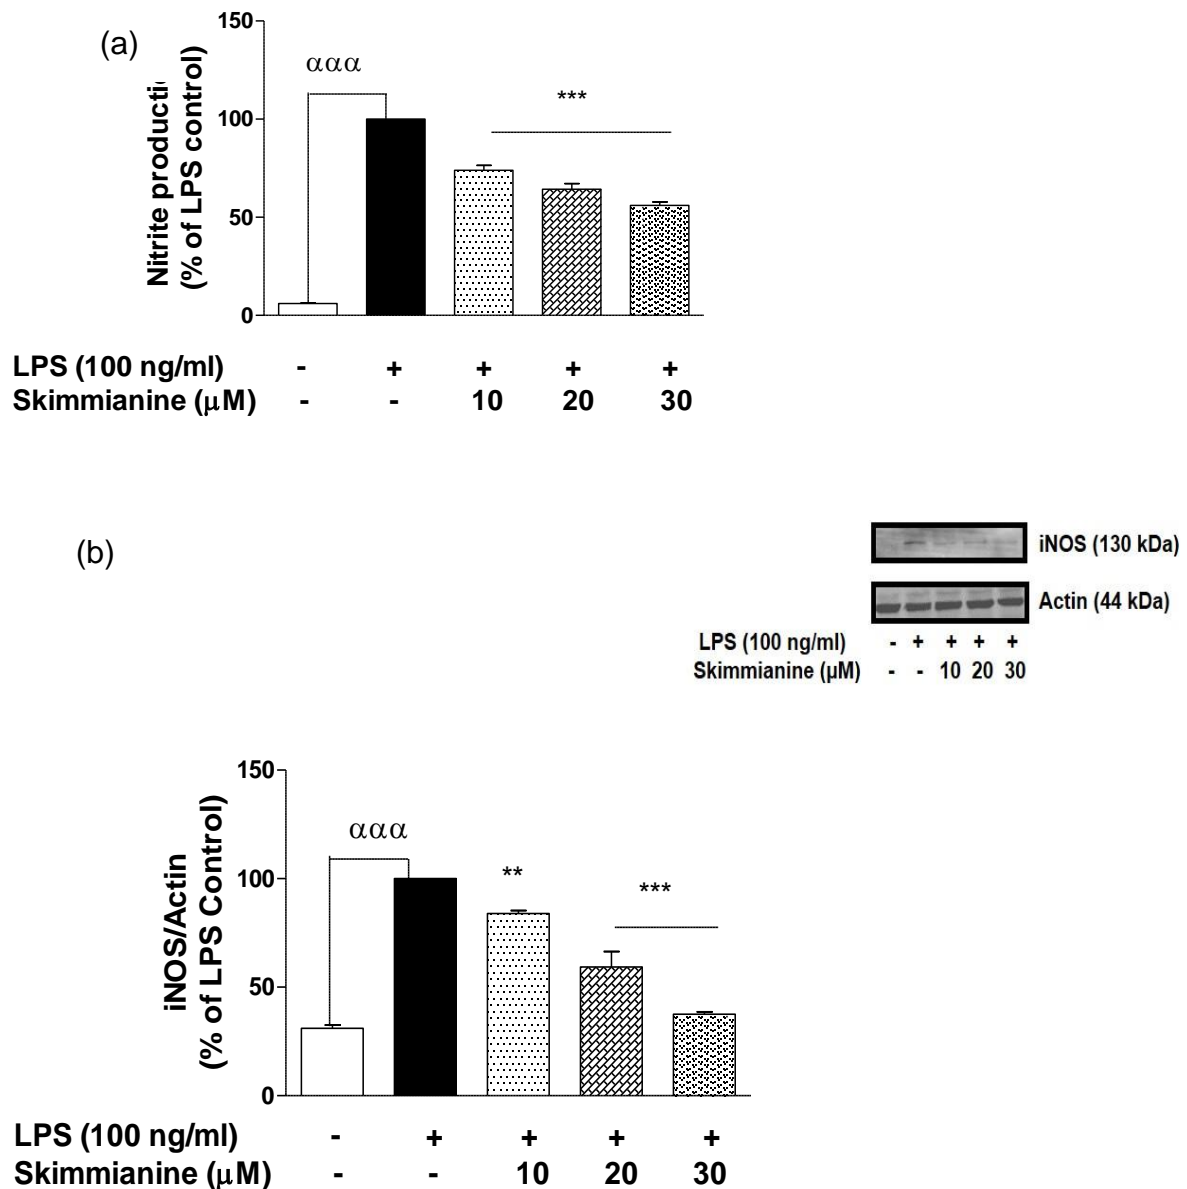 (a)
Nitrite producti
(% of LPS control)
150
100
50
0
ααα
***
LPS (100 ng/ml) - + + + +
Skimmianine (μM) - - 10 20 30
(b)
iNOS (130 kDa)
Actin (44 kDa)
LPS (100 ng/ml) - + + + +
Skimmianine (μM) - - 10 20 30
iNOS/Actin
(% of LPS Control)
150
100
50
0
ααα
**
***
LPS (100 ng/ml) - + + + +
Skimmianine (μM) - - 10 20 30